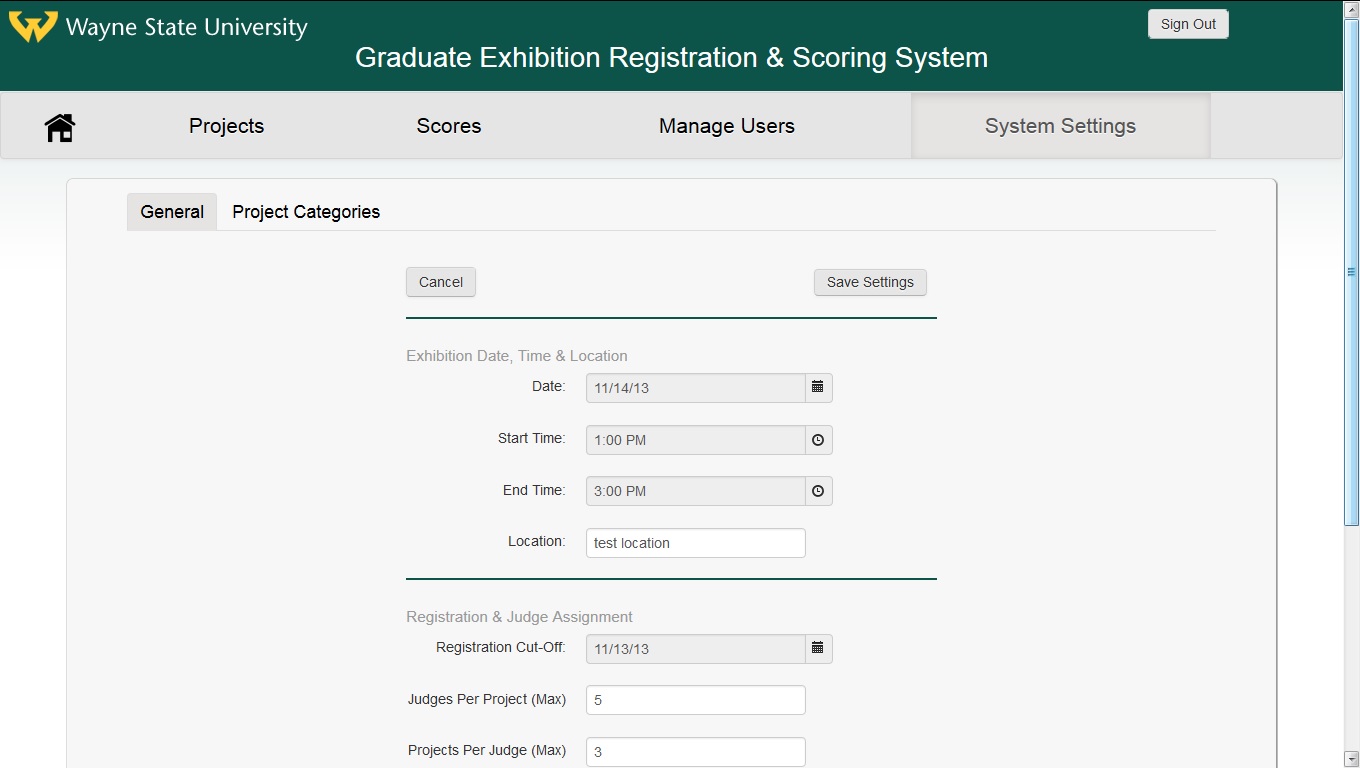 Wayne State University
Sign Out
Graduate Exhibition Registration & Scoring System
Projects
Scores
Manage Users
System Settings
General
Project Categories
Cancel
Save Settings
Exhibition Date, Time & Location
Date:
11/14/13
Start Time:
1:00 PM
End Time:
3:00 PM
Location:
test location
Registration & Judge Assignment
Registration Cut-Off:
11/13/13
Judges Per Project (Max)
5
Projects Per Judge (Max)
3